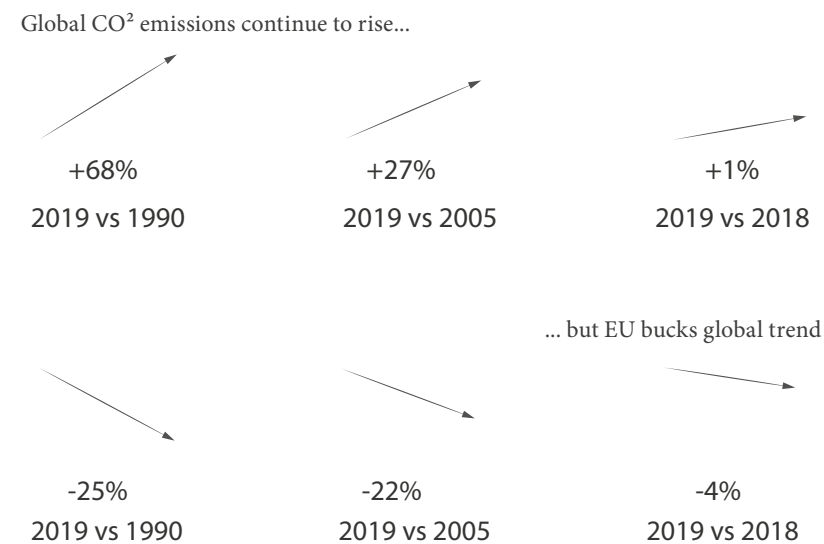 Global CO² emissions continue to rise...
+68% +27% +1%
2019 vs 1990 2019 vs 2005 2019 vs 2018
... but EU bucks global trend
-25% -22% -4%
2019 vs 1990 2019 vs 2005 2019 vs 2018